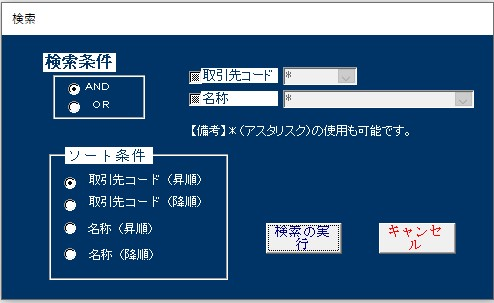 検索
検索条件
AND
OR
取引先コード *
名称 *
【備考】*(アスタリスク)の使用も可能です。
ソート条件
取引先コード（昇順）
取引先コード（降順）
名称（昇順）
名称（降順）
検索の実
行
キャンセ
ル